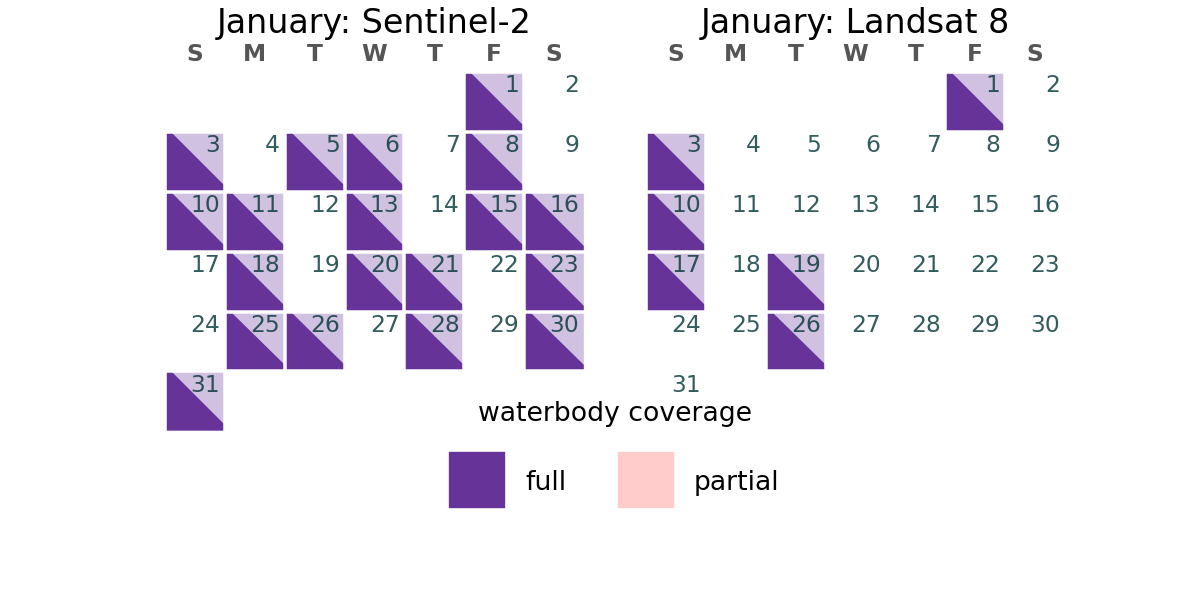 January: Sentinel-2
S M T W T F S
1 2
3 4 5 6 7 8 9
10 11 12 13 14 15 16
17 18 19 20 21 22 23
24 25 26 27 28 29 30
31
January: Landsat 8
S M T W T F S
1 2
3 4 5 6 7 8 9
10 11 12 13 14 15 16
17 18 19 20 21 22 23
24 25 26 27 28 29 30
31
waterbody coverage
full partial